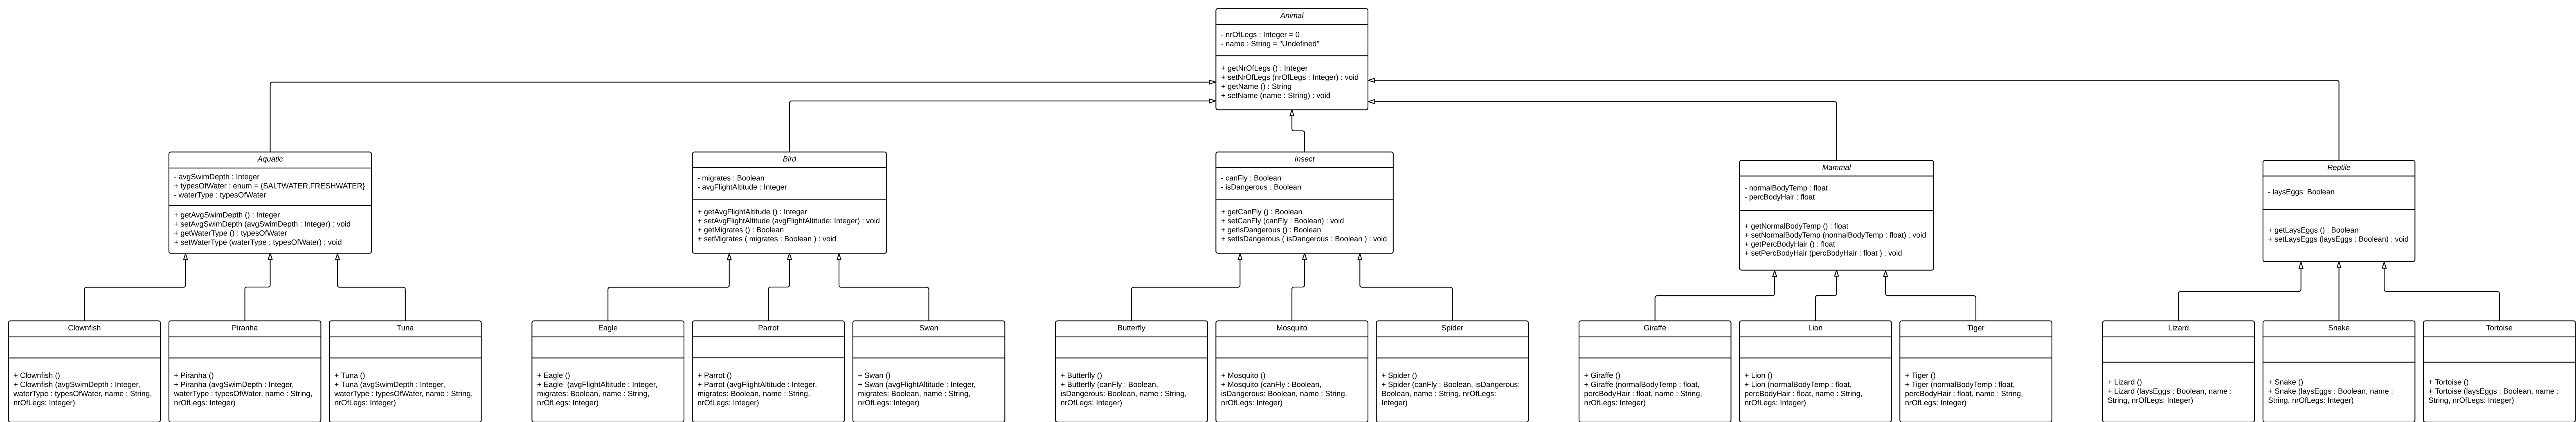 Animal
- nrOfLegs : Integer = 0
- name : String = "Undefined"
+ getNrOfLegs () : Integer
+ setNrOfLegs (nrOfLegs : Integer) : void
+ getName () : String
+ setName (name : String) : void
Aquatic
- avgSwimDepth : Integer
+ typesOfWater : enum = {SALTWATER,FRESHWATER}
- waterType : typesOfWater
+ getAvgSwimDepth () : Integer
+ setAvgSwimDepth (avgSwimDepth : Integer) : void
+ getWaterType () : typesOfWater
+ setWaterType (waterType : typesOfWater) : void
Bird
- migrates : Boolean
- avgFlightAltitude : Integer
+ getAvgFlightAltitude () : Integer
+ setAvgFlightAltitude (avgFlightAltitude: Integer) : void
+ getMigrates () : Boolean
+ setMigrates ( migrates : Boolean ) : void
Insect
- canFly : Boolean
- isDangerous : Boolean
+ getCanFly () : Boolean
+ setCanFly (canFly : Boolean) : void
+ getIsDangerous () : Boolean
+ setIsDangerous ( isDangerous : Boolean ) : void
Mammal
- normalBodyTemp : float
- percBodyHair : float
+ getNormalBodyTemp () : float
+ setNormalBodyTemp (normalBodyTemp : float) : void
+ getPercBodyHair () : float
+ setPercBodyHair (percBodyHair : float ) : void
Reptile
- laysEggs: Boolean
+ getLaysEggs () : Boolean
+ setLaysEggs (laysEggs : Boolean) : void
Clownfish
+ Clownfish ()
+ Clownfish (avgSwimDepth : Integer,
waterType : typesOfWater, name : String,
nrOfLegs: Integer)
Piranha
+ Piranha ()
+ Piranha (avgSwimDepth : Integer,
waterType : typesOfWater, name : String,
nrOfLegs: Integer)
Tuna
+ Tuna ()
+ Tuna (avgSwimDepth : Integer,
waterType : typesOfWater, name : String,
nrOfLegs: Integer)
Eagle
+ Eagle ()
+ Eagle (avgFlightAltitude : Integer,
migrates: Boolean, name : String,
nrOfLegs: Integer)
Parrot
+ Parrot ()
+ Parrot (avgFlightAltitude : Integer,
migrates: Boolean, name : String,
nrOfLegs: Integer)
Swan
+ Swan ()
+ Swan (avgFlightAltitude : Integer,
migrates: Boolean, name : String,
nrOfLegs: Integer)
Butterfly
+ Butterfly ()
+ Butterfly (canFly : Boolean,
isDangerous: Boolean, name : String,
nrOfLegs: Integer)
Mosquito
+ Mosquito ()
+ Mosquito (canFly : Boolean,
isDangerous: Boolean, name : String,
nrOfLegs: Integer)
Spider
+ Spider ()
+ Spider (canFly : Boolean, isDangerous:
Boolean, name : String, nrOfLegs:
Integer)
Giraffe
+ Giraffe ()
+ Giraffe (normalBodyTemp : float,
percBodyHair : float, name : String,
nrOfLegs: Integer)
Lion
+ Lion ()
+ Lion (normalBodyTemp : float,
percBodyHair : float, name : String,
nrOfLegs: Integer)
Tiger
+ Tiger ()
+ Tiger (normalBodyTemp : float,
percBodyHair : float, name : String,
nrOfLegs: Integer)
Lizard
+ Lizard ()
+ Lizard (laysEggs : Boolean, name :
String, nrOfLegs: Integer)
Snake
+ Snake ()
+ Snake (laysEggs : Boolean, name :
String, nrOfLegs: Integer)
Tortoise
+ Tortoise ()
+ Tortoise (laysEggs : Boolean, name :
String, nrOfLegs: Integer)